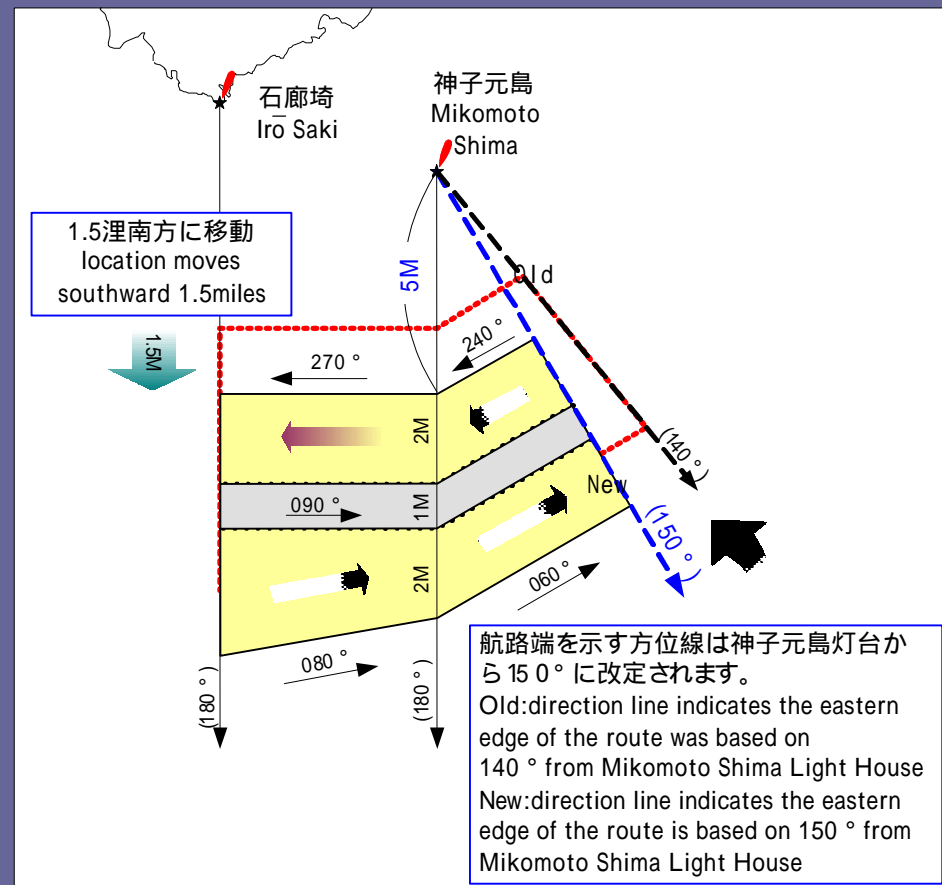 石廊埼
Irō Saki
神子元島
Mikomoto
Shima
1.5浬南方に移動
location moves
southward 1.5miles
1.5M
5M
Old
240 °
270 °
2M
090 °
1M
New
(140 °)
(150 °)
2M
060 °
080 °
(180 °)
(180 °)
航路端を示す方位線は神子元島灯台か
ら 15 0° に改定されます。
Old:direction line indicates the eastern
edge of the route was based on
140 ° from Mikomoto Shima Light House
New:direction line indicates the eastern
edge of the route is based on 150 ° from
Mikomoto Shima Light House